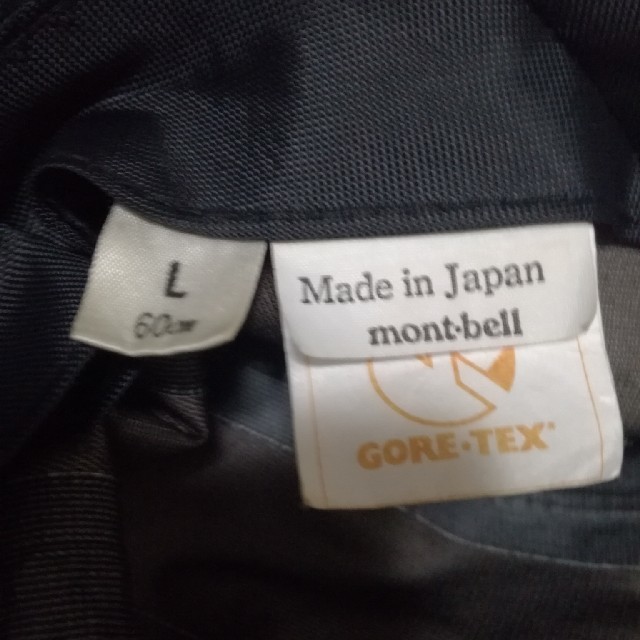 L
60cm
Made in Japan
mont·bell
GORE·TEX®